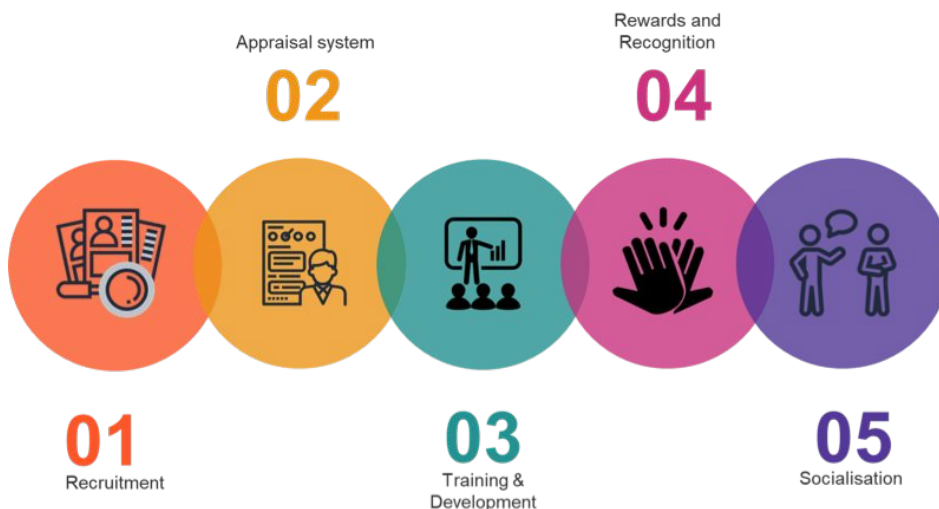 01
Recruitment
Appraisal system
02
03
Training &
Development
Rewards and
Recognition
04
05
Socialisation